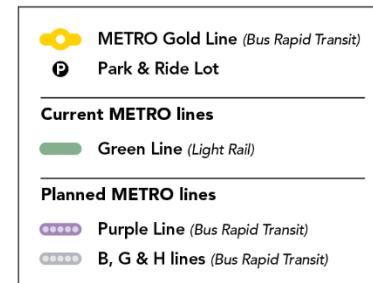 METRO Gold Line (Bus Rapid Transit)
P Park & Ride Lot
Current METRO lines
Green Line (Light Rail)
Planned METRO lines
Purple Line (Bus Rapid Transit)
B, G & H lines (Bus Rapid Transit)